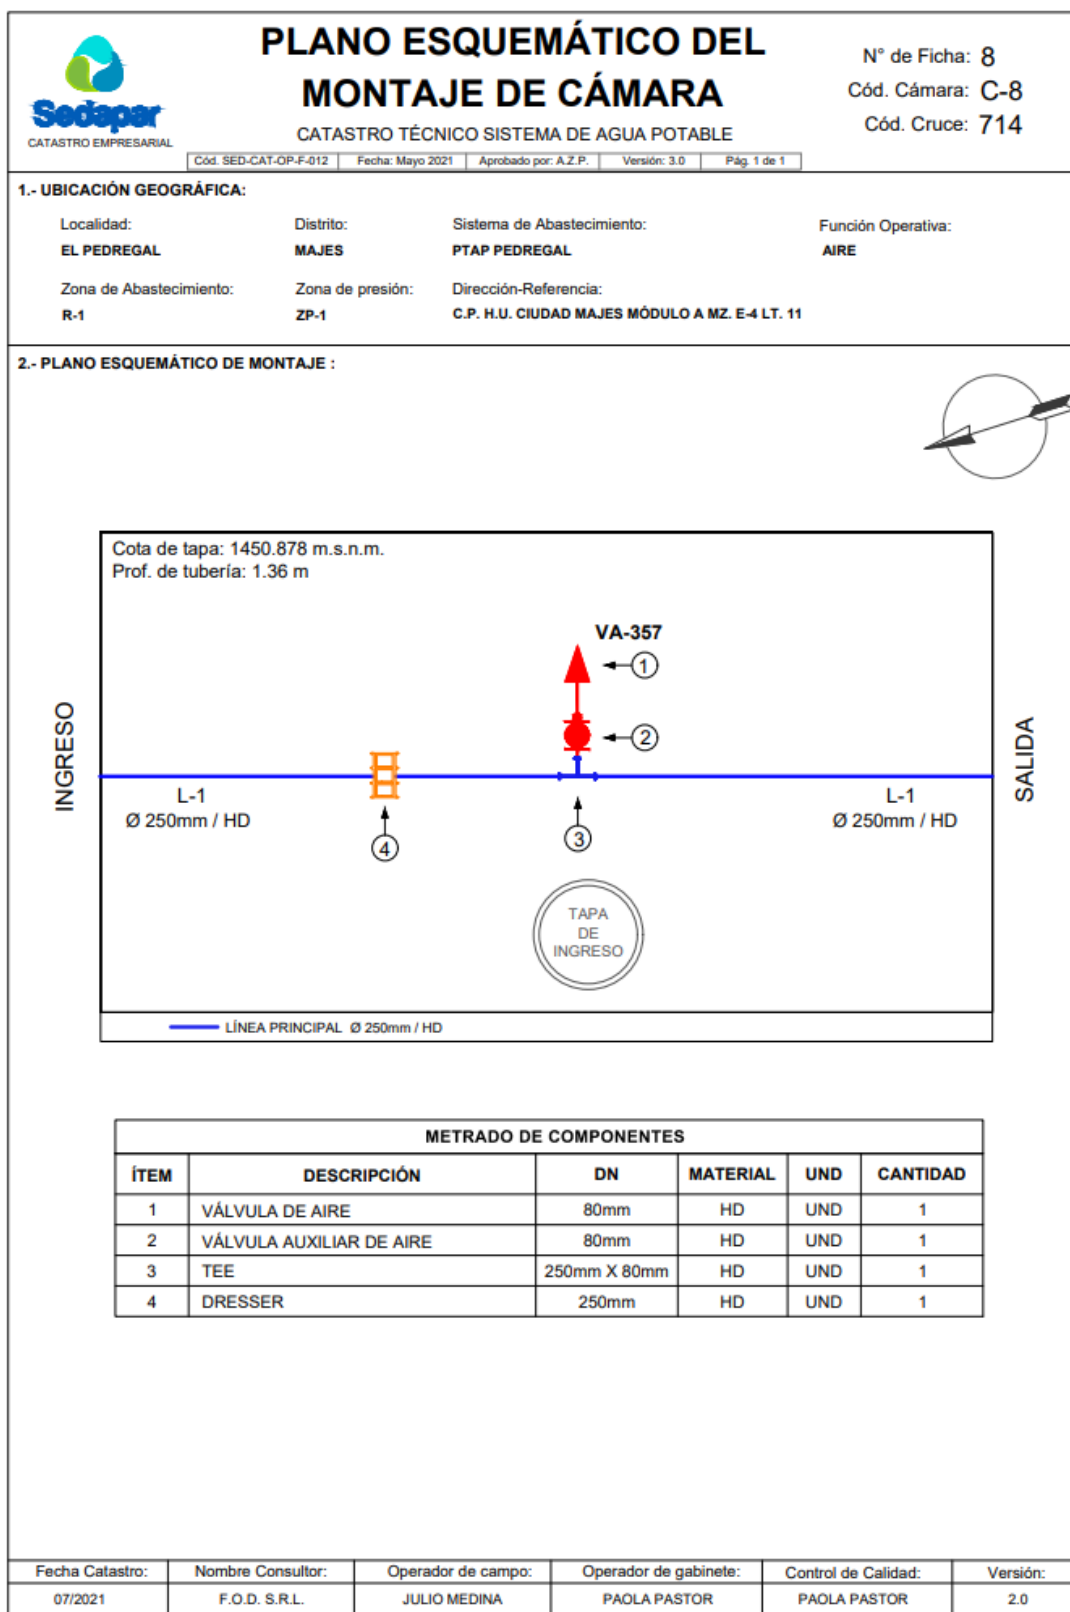 Sedapar
CATASTRO EMPRESARIAL
PLANO ESQUEMÁTICO DEL
MONTAJE DE CÁMARA
CATASTRO TÉCNICO SISTEMA DE AGUA POTABLE
Cód. SED-CAT-OP-F-012 Fecha: Mayo 2021 Aprobado por: A.Z.P. Versión: 3.0 Pág. 1 de 1
N° de Ficha: 8
Cód. Cámara: C-8
Cód. Cruce: 714
1.- UBICACIÓN GEOGRÁFICA:
Localidad: Distrito: Sistema de Abastecimiento: Función Operativa:
EL PEDREGAL MAJES PTAP PEDREGAL AIRE
Zona de Abastecimiento: Zona de presión: Dirección-Referencia:
R-1 ZP-1 C.P. H.U. CIUDAD MAJES MÓDULO A MZ. E-4 LT. 11
2.- PLANO ESQUEMÁTICO DE MONTAJE :
Cota de tapa: 1450.878 m.s.n.m.
Prof. de tubería: 1.36 m
VA-357
1
2
INGRESO
SALIDA
L-1
Ø 250mm / HD
L-1
Ø 250mm / HD
4
3
TAPA
DE
INGRESO
LÍNEA PRINCIPAL Ø 250mm / HD
METRADO DE COMPONENTES
ÍTEM DESCRIPCIÓN DN MATERIAL UND CANTIDAD
1 VÁLVULA DE AIRE 80mm HD UND 1
2 VÁLVULA AUXILIAR DE AIRE 80mm HD UND 1
3 TEE 250mm X 80mm HD UND 1
4 DRESSER 250mm HD UND 1
Fecha Catastro: Nombre Consultor: Operador de campo: Operador de gabinete: Control de Calidad: Versión:
07/2021 F.O.D. S.R.L. JULIO MEDINA PAOLA PASTOR PAOLA PASTOR 2.0